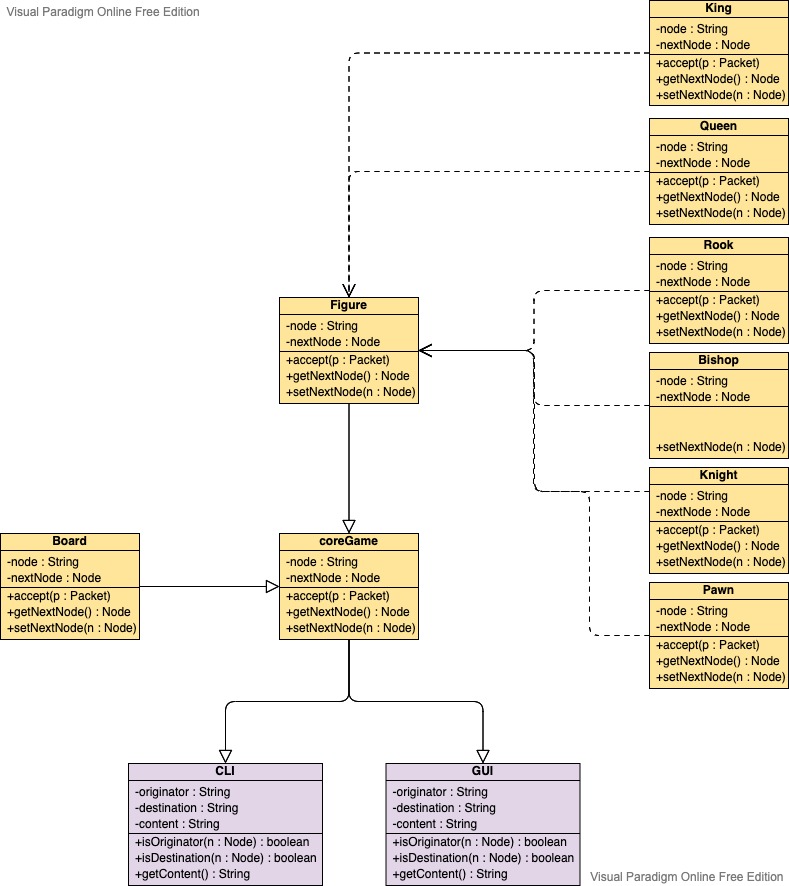 Visual Paradigm Online Free Edition
King
-node : String
-nextNode : Node
+accept(p : Packet)
+getNextNode() : Node
+setNextNode(n : Node)
Queen
-node : String
-nextNode : Node
+accept(p : Packet)
+getNextNode() : Node
+setNextNode(n : Node)
Rook
-node : String
-nextNode : Node
+accept(p : Packet)
+getNextNode() : Node
+setNextNode(n : Node)
Figure
-node : String
-nextNode : Node
+accept(p : Packet)
+getNextNode() : Node
+setNextNode(n : Node)
Bishop
-node : String
-nextNode : Node
+setNextNode(n : Node)
Knight
-node : String
-nextNode : Node
+accept(p : Packet)
+getNextNode() : Node
+setNextNode(n : Node)
Board
-node : String
-nextNode : Node
+accept(p : Packet)
+getNextNode() : Node
+setNextNode(n : Node)
coreGame
-node : String
-nextNode : Node
+accept(p : Packet)
+getNextNode() : Node
+setNextNode(n : Node)
Pawn
-node : String
-nextNode : Node
+accept(p : Packet)
+getNextNode() : Node
+setNextNode(n : Node)
CLI
-originator : String
-destination : String
-content : String
+isOriginator(n : Node) : boolean
+isDestination(n : Node) : boolean
+getContent() : String
GUI
-originator : String
-destination : String
-content : String
+isOriginator(n : Node) : boolean
+isDestination(n : Node) : boolean
+getContent() : String
Visual Paradigm Online Free Edition